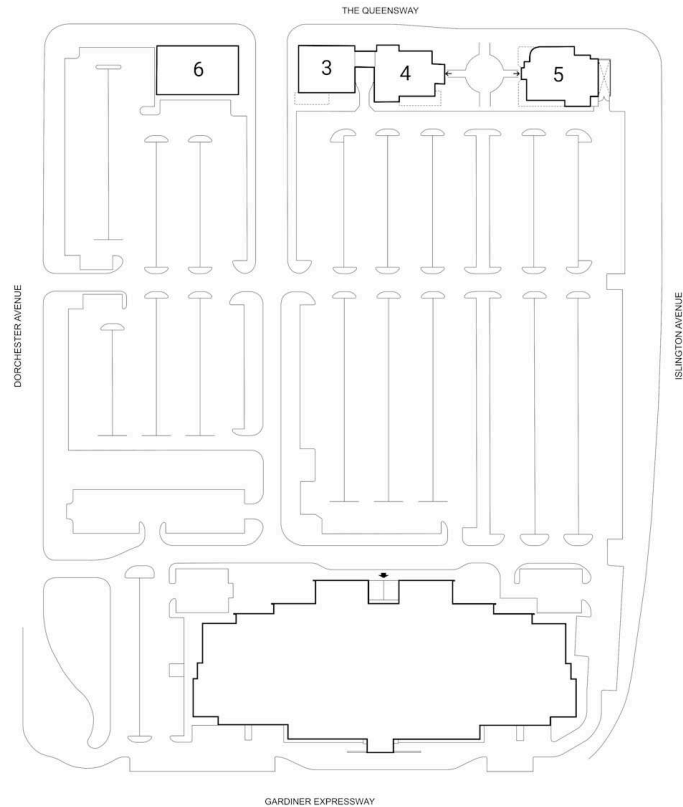 THE QUEENSWAY
6
3
4
5
DORCHESTER AVENUE
ISLINGTON AVENUE
GARDINER EXPRESSWAY